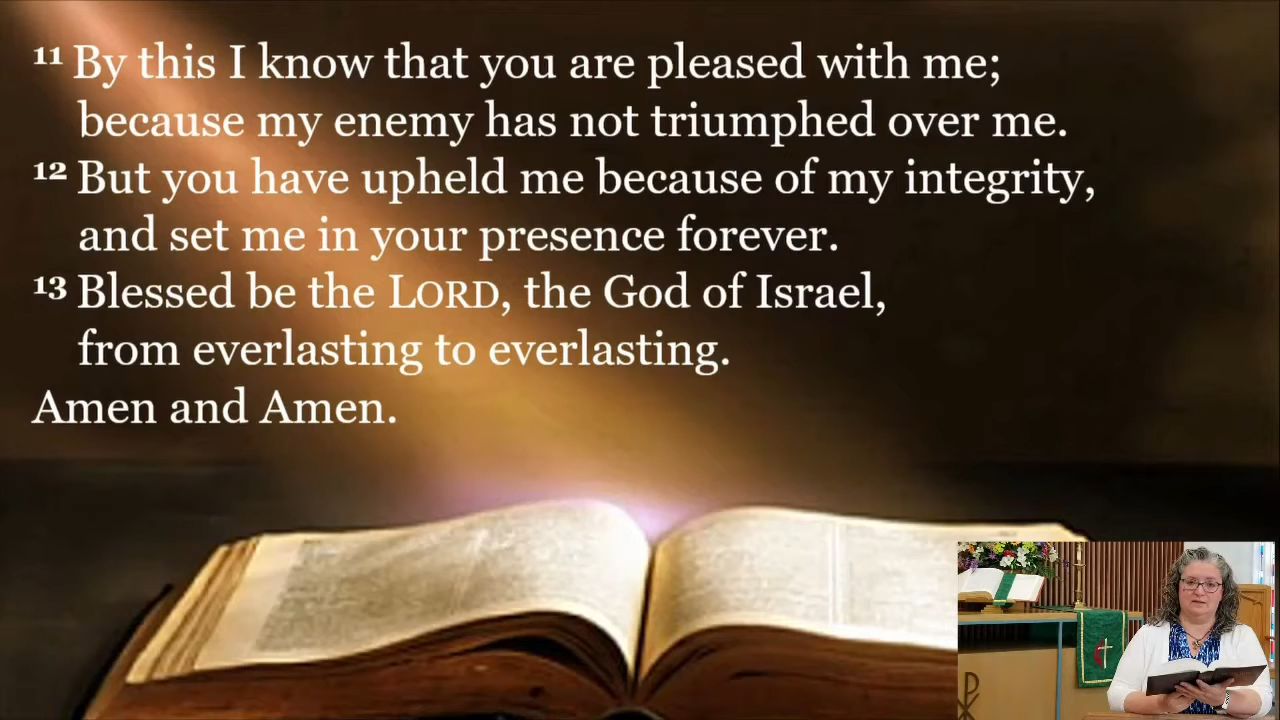 11 By this I know that you are pleased with me;
because my enemy has not triumphed over me.
12 But you have upheld me because of my integrity,
and set me in your presence forever.
13 Blessed be the LORD, the God of Israel,
from everlasting to everlasting.
Amen and Amen.